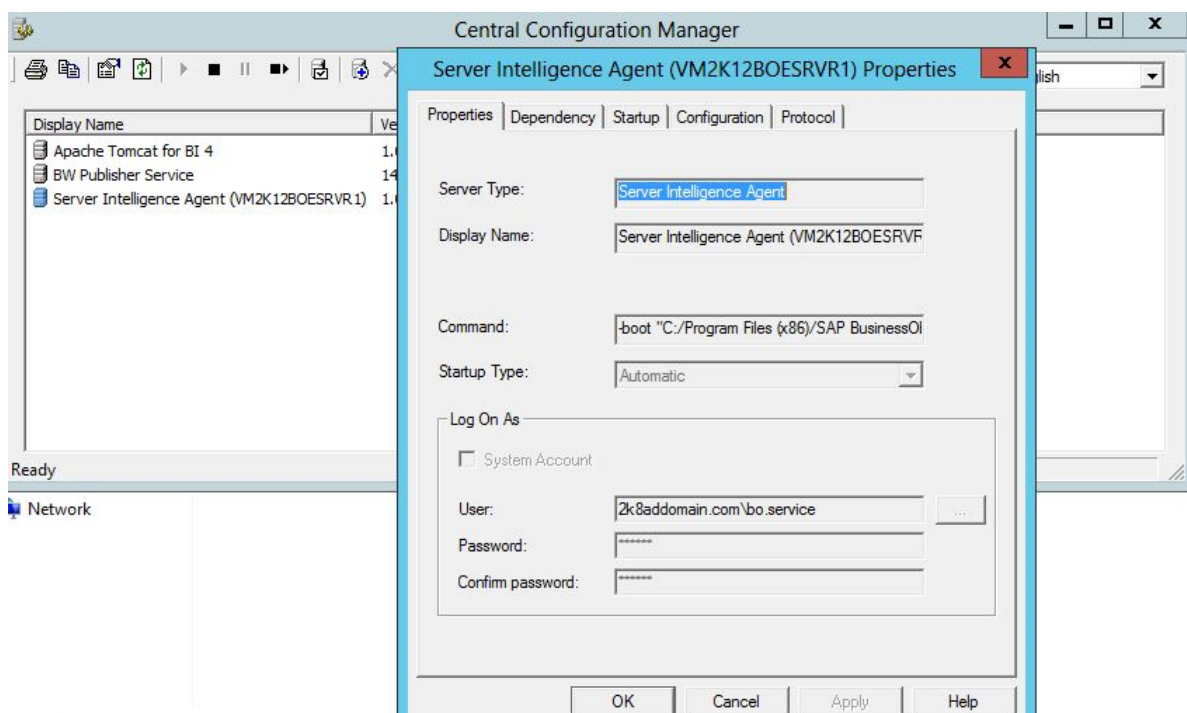 Central Configuration Manager
Server Intelligence Agent (VM2K12BOESRVR1) Properties
lish
Display Name
Ve
Apache Tomcat for BI 4
1.
BW Publisher Service
14
Server Intelligence Agent (VM2K12BOESRVR1)
1.
Ready
Network
Properties
Dependency
Startup
Configuration
Protocol
Server Type:
Server Intelligence Agent
Display Name:
Server Intelligence Agent (VM2K12BOESRVR
Command:
-boot "C:/Program Files (x86)/SAP BusinessO
Startup Type:
Automatic
Log On As
System Account
User:
2k8addomain.com\bo.service
...
Password:
******
Confirm password:
******
OK
Cancel
Apply
Help